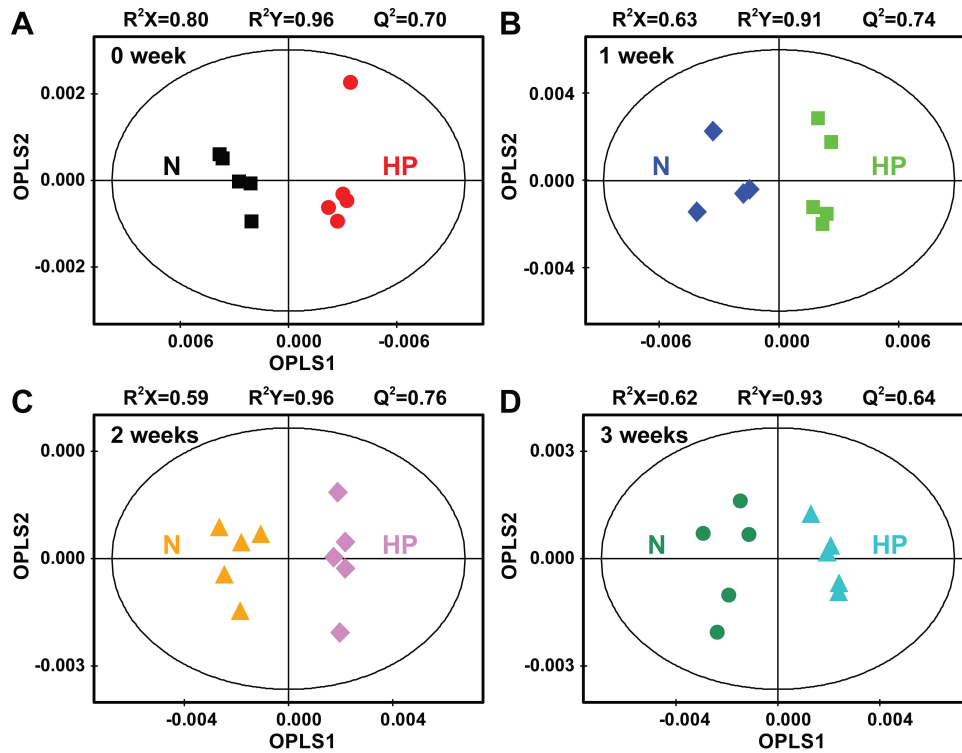 A R²X=0.80 R²Y=0.96 Q²=0.70
0 week
N
HP
0.002
0.000
-0.002
OPLS2
0.006 0.000 -0.006
OPLS1
B R²X=0.63 R²Y=0.91 Q²=0.74
1 week
N
HP
0.004
0.000
-0.004
OPLS2
-0.006 0.000 0.006
OPLS1
C R²X=0.59 R²Y=0.96 Q²=0.76
2 weeks
N
HP
0.000
0.000
-0.003
OPLS2
-0.004 0.000 0.004
OPLS1
D R²X=0.62 R²Y=0.93 Q²=0.64
3 weeks
N
HP
0.003
0.000
-0.003
OPLS2
-0.004 0.000 0.004
OPLS1